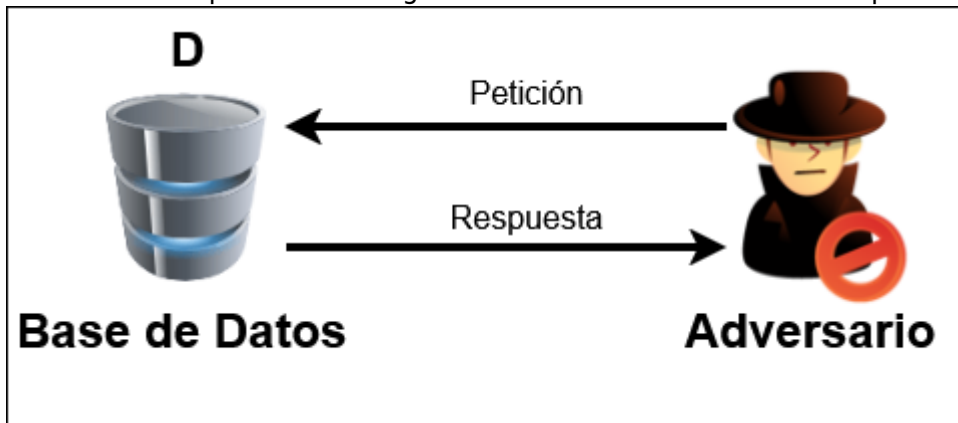 D
Petición
Respuesta
Base de Datos
Adversario